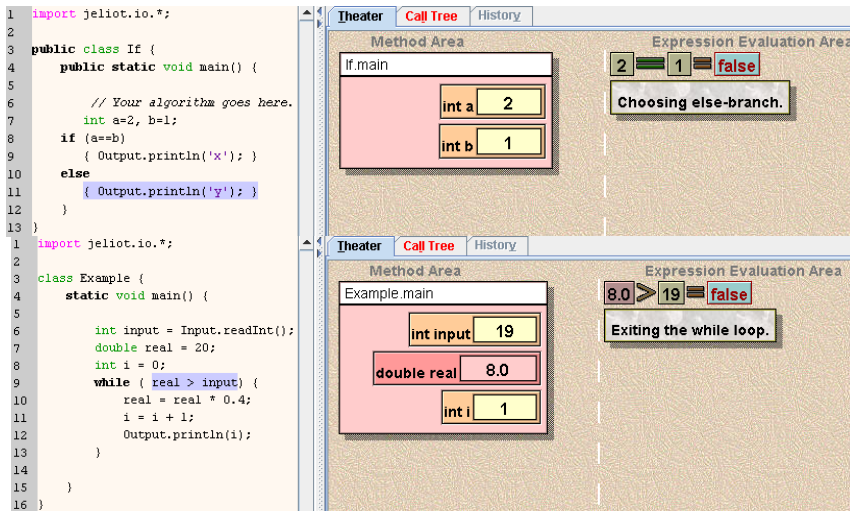 1 import jeliot.io.*;
2
3 public class If {
4 public static void main() {
5
6 // Your algorithm goes here.
7 int a=2, b=1;
8 if (a==b)
9 { Output.println('x'); }
10 else
11 { Output.println('y'); }
12 }
13 }
Theater Call Tree History
Method Area Expression Evaluation Area
If.main
int a 2
int b 1
2 == 1 = false
Choosing else-branch.
1 import jeliot.io.*;
2
3 class Example {
4 static void main() {
5
6 int input = Input.readInt();
7 double real = 20;
8 int i = 0;
9 while ( real > input) {
10 real = real * 0.4;
11 i = i + 1;
12 Output.println(i);
13 }
14
15 }
16 }
Theater Call Tree History
Method Area Expression Evaluation Area
Example.main
int input 19
double real 8.0
int i 1
8.0 > 19 = false
Exiting the while loop.